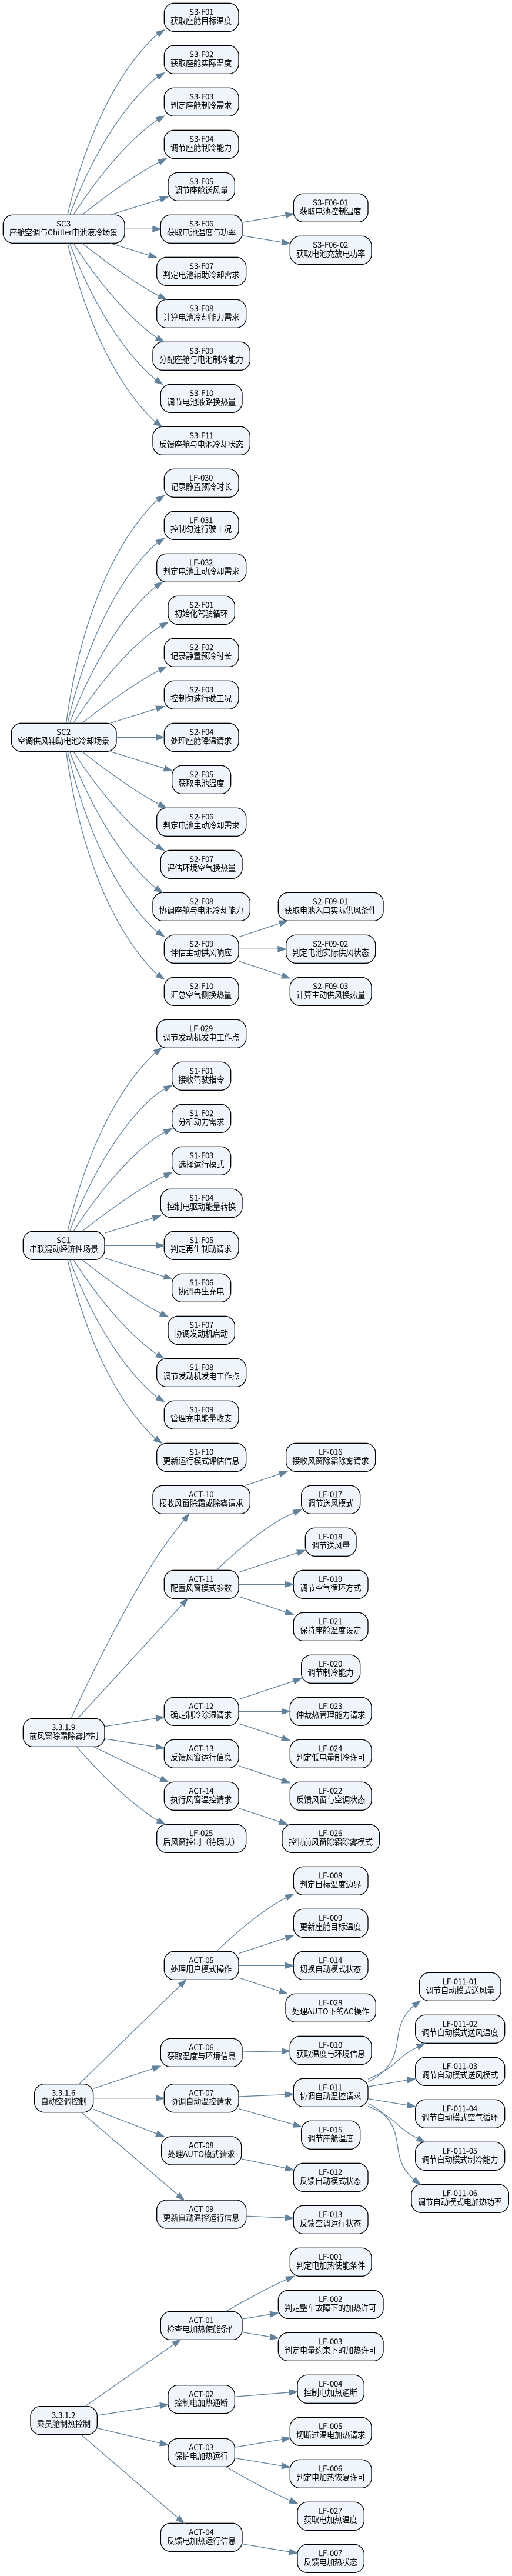 S3-F01
获取座舱目标温度
S3-F02
获取座舱实际温度
S3-F03
判定座舱制冷需求
S3-F04
调节座舱制冷能力
S3-F05
调节座舱送风量
SC3
座舱空调与Chiller电池液冷场景
S3-F06
获取电池温度与功率
S3-F06-01
获取电池控制温度
S3-F06-02
获取电池充放电功率
S3-F07
判定电池辅助冷却需求
S3-F08
计算电池冷却能力需求
S3-F09
分配座舱与电池制冷能力
S3-F10
调节电池液路换热量
S3-F11
反馈座舱与电池冷却状态
LF-030
记录静置预冷时长
LF-031
控制匀速行驶工况
LF-032
判定电池主动冷却需求
S2-F01
初始化驾驶循环
S2-F02
记录静置预冷时长
S2-F03
控制匀速行驶工况
SC2
空调供风辅助电池冷却场景
S2-F04
处理座舱降温请求
S2-F05
获取电池温度
S2-F06
判定电池主动冷却需求
S2-F07
评估环境空气换热量
S2-F08
协调座舱与电池冷却能力
S2-F09
评估主动供风响应
S2-F09-01
获取电池入口实际供风条件
S2-F09-02
判定电池实际供风状态
S2-F09-03
计算主动供风换热量
S2-F10
汇总空气侧换热量
LF-029
调节发动机发电工作点
S1-F01
接收驾驶指令
S1-F02
分析动力需求
S1-F03
选择运行模式
S1-F04
控制电驱动能量转换
SC1
串联混动经济性场景
S1-F05
判定再生制动请求
S1-F06
协调再生充电
S1-F07
协调发动机启动
S1-F08
调节发动机发电工作点
S1-F09
管理充电能量收支
S1-F10
更新运行模式评估信息
ACT-10
接收风窗除霜或除雾请求
LF-016
接收风窗除霜除雾请求
LF-017
调节送风模式
LF-018
调节送风量
ACT-11
配置风窗模式参数
LF-019
调节空气循环方式
LF-021
保持座舱温度设定
3.3.1.9
前风窗除霜除雾控制
ACT-12
确定制冷除湿请求
LF-020
调节制冷能力
LF-023
仲裁热管理能力请求
LF-024
判定低电量制冷许可
ACT-13
反馈风窗运行信息
LF-022
反馈风窗与空调状态
ACT-14
执行风窗温控请求
LF-026
控制前风窗除霜除雾模式
LF-025
后风窗控制（待确认）
LF-008
判定目标温度边界
LF-009
更新座舱目标温度
ACT-05
处理用户模式操作
LF-014
切换自动模式状态
LF-028
处理AUTO下的AC操作
ACT-06
获取温度与环境信息
LF-010
获取温度与环境信息
3.3.1.6
自动空调控制
ACT-07
协调自动温控请求
LF-011
协调自动温控请求
LF-011-01
调节自动模式送风量
LF-011-02
调节自动模式送风温度
LF-011-03
调节自动模式送风模式
LF-011-04
调节自动模式空气循环
LF-011-05
调节自动模式制冷能力
LF-011-06
调节自动模式电加热功率
LF-015
调节座舱温度
ACT-08
处理AUTO模式请求
LF-012
反馈自动模式状态
ACT-09
更新自动温控运行信息
LF-013
反馈空调运行状态
LF-001
判定电加热使能条件
ACT-01
检查电加热使能条件
LF-002
判定整车故障下的加热许可
LF-003
判定电量约束下的加热许可
3.3.1.2
乘员舱制热控制
ACT-02
控制电加热通断
LF-004
控制电加热通断
ACT-03
保护电加热运行
LF-005
切断过温电加热请求
LF-006
判定电加热恢复许可
LF-027
获取电加热温度
ACT-04
反馈电加热运行信息
LF-007
反馈电加热状态